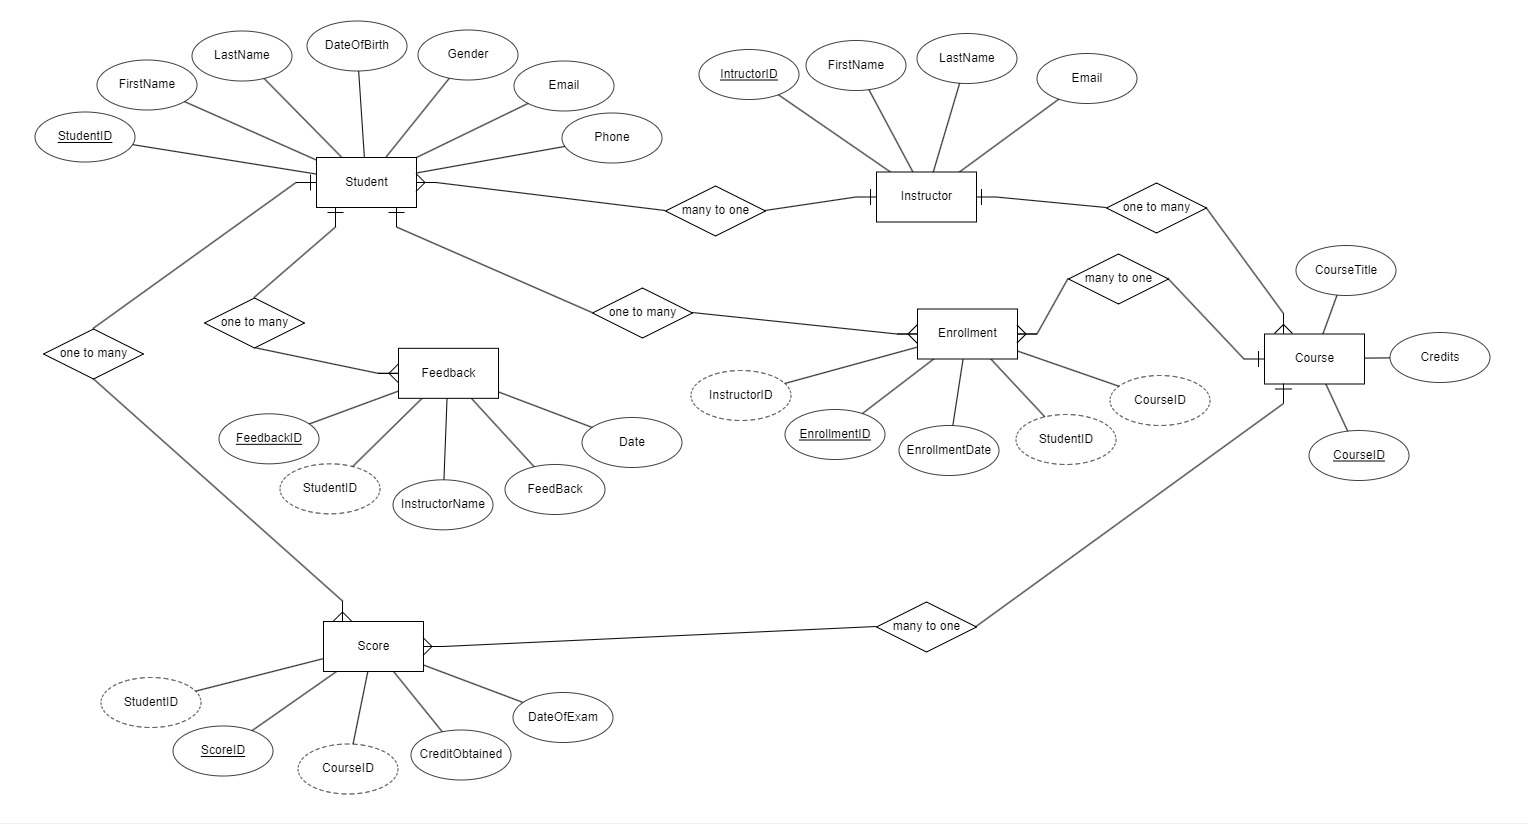 DateOfBirth
LastName
Gender
FirstName
Email
StudentID
Phone
Student
IntructorID
FirstName
LastName
Email
Instructor
many to one
one to many
CourseTitle
many to one
one to many
one to many
one to many
Enrollment
Course
Credits
CourseID
Feedback
InstructorID
EnrollmentID
EnrollmentDate
StudentID
CourseID
FeedbackID
StudentID
InstructorName
FeedBack
Date
many to one
Score
StudentID
ScoreID
CourseID
CreditObtained
DateOfExam